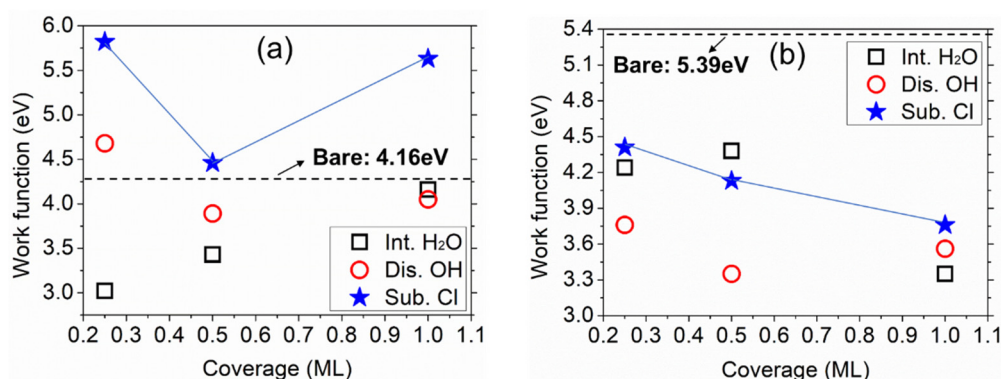 (a)
Work function (eV)
6.0
5.5
5.0
4.5
4.0
3.5
3.0
Bare: 4.16eV
Int. H₂O
Dis. OH
Sub. Cl
0.2 0.3 0.4 0.5 0.6 0.7 0.8 0.9 1.0 1.1
Coverage (ML)
(b)
Work function (eV)
5.4
5.1
4.8
4.5
4.2
3.9
3.6
3.3
3.0
Bare: 5.39eV
Int. H₂O
Dis. OH
Sub. Cl
0.2 0.3 0.4 0.5 0.6 0.7 0.8 0.9 1.0 1.1
Coverage (ML)